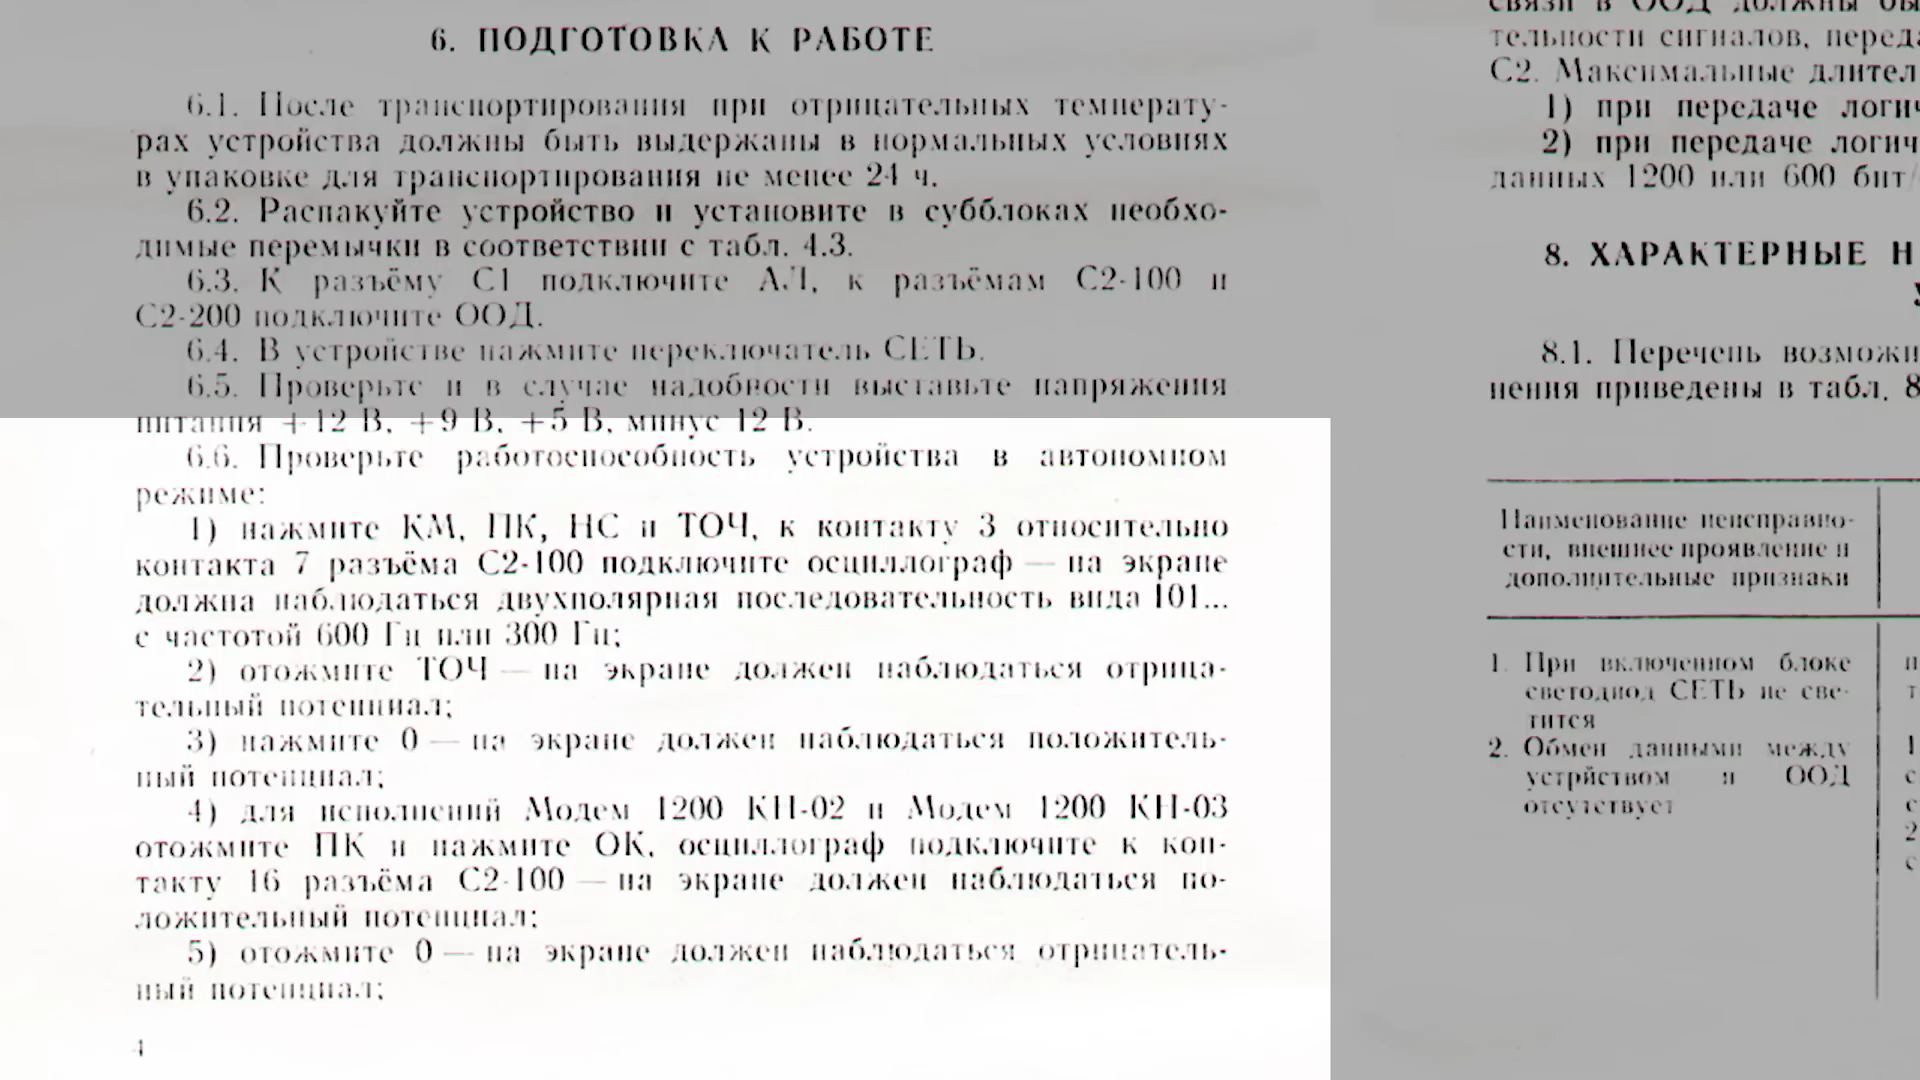 6. ПОДГОТОВКА К РАБОТЕ
6.1. После транспортирования при отрицательных температу-
рах устройства должны быть выдержаны в нормальных условиях
в упаковке для транспортирования не менее 24 ч.
6.2. Распакуйте устройство и установите в субблоках необхо-
димые перемычки в соответствии с табл. 4.3.
6.3. К разъёму С1 подключите АЛ, к разъёмам С2-100 и
С2-200 подключите ООД.
6.4. В устройстве нажмите переключатель СЕТЬ.
6.5. Проверьте и в случае надобности выставьте напряжения
питания +12 В, +9 В, +5 В, минус 12 В.
6.6. Проверьте работоспособность устройства в автономном
режиме:
1) нажмите КМ, ПК, НС и ТОЧ, к контакту 3 относительно
контакта 7 разъёма С2-100 подключите осциллограф — на экране
должна наблюдаться двухполярная последовательность вида 101...
с частотой 600 Гц или 300 Гц;
2) отожмите ТОЧ — на экране должен наблюдаться отрица-
тельный потенциал;
3) нажмите 0 — на экране должен наблюдаться положитель-
ный потенциал;
4) для исполнений Модем 1200 КН-02 и Модем 1200 КН-03
отожмите ПК и нажмите ОК, осциллограф подключите к кон-
такту 16 разъёма С2-100 — на экране должен наблюдаться по-
ложительный потенциал;
5) отожмите 0 — на экране должен наблюдаться отрицатель-
ный потенциал;
4
связи в ООД должны
тельности сигналов,
С2. Максимальные
1) при передаче
2) при передаче
данных 1200 или 600 бит/
8. ХАРАКТЕРНЫЕ Н
8.1. Перечень
нения приведены в табл. 8
Наименование неисправно-
сти, внешнее проявление и
дополнительные признаки
1. При включенном блоке
светодиод СЕТЬ не све-
тится
2. Обмен данными между
устрйством и ООД
отсутствует